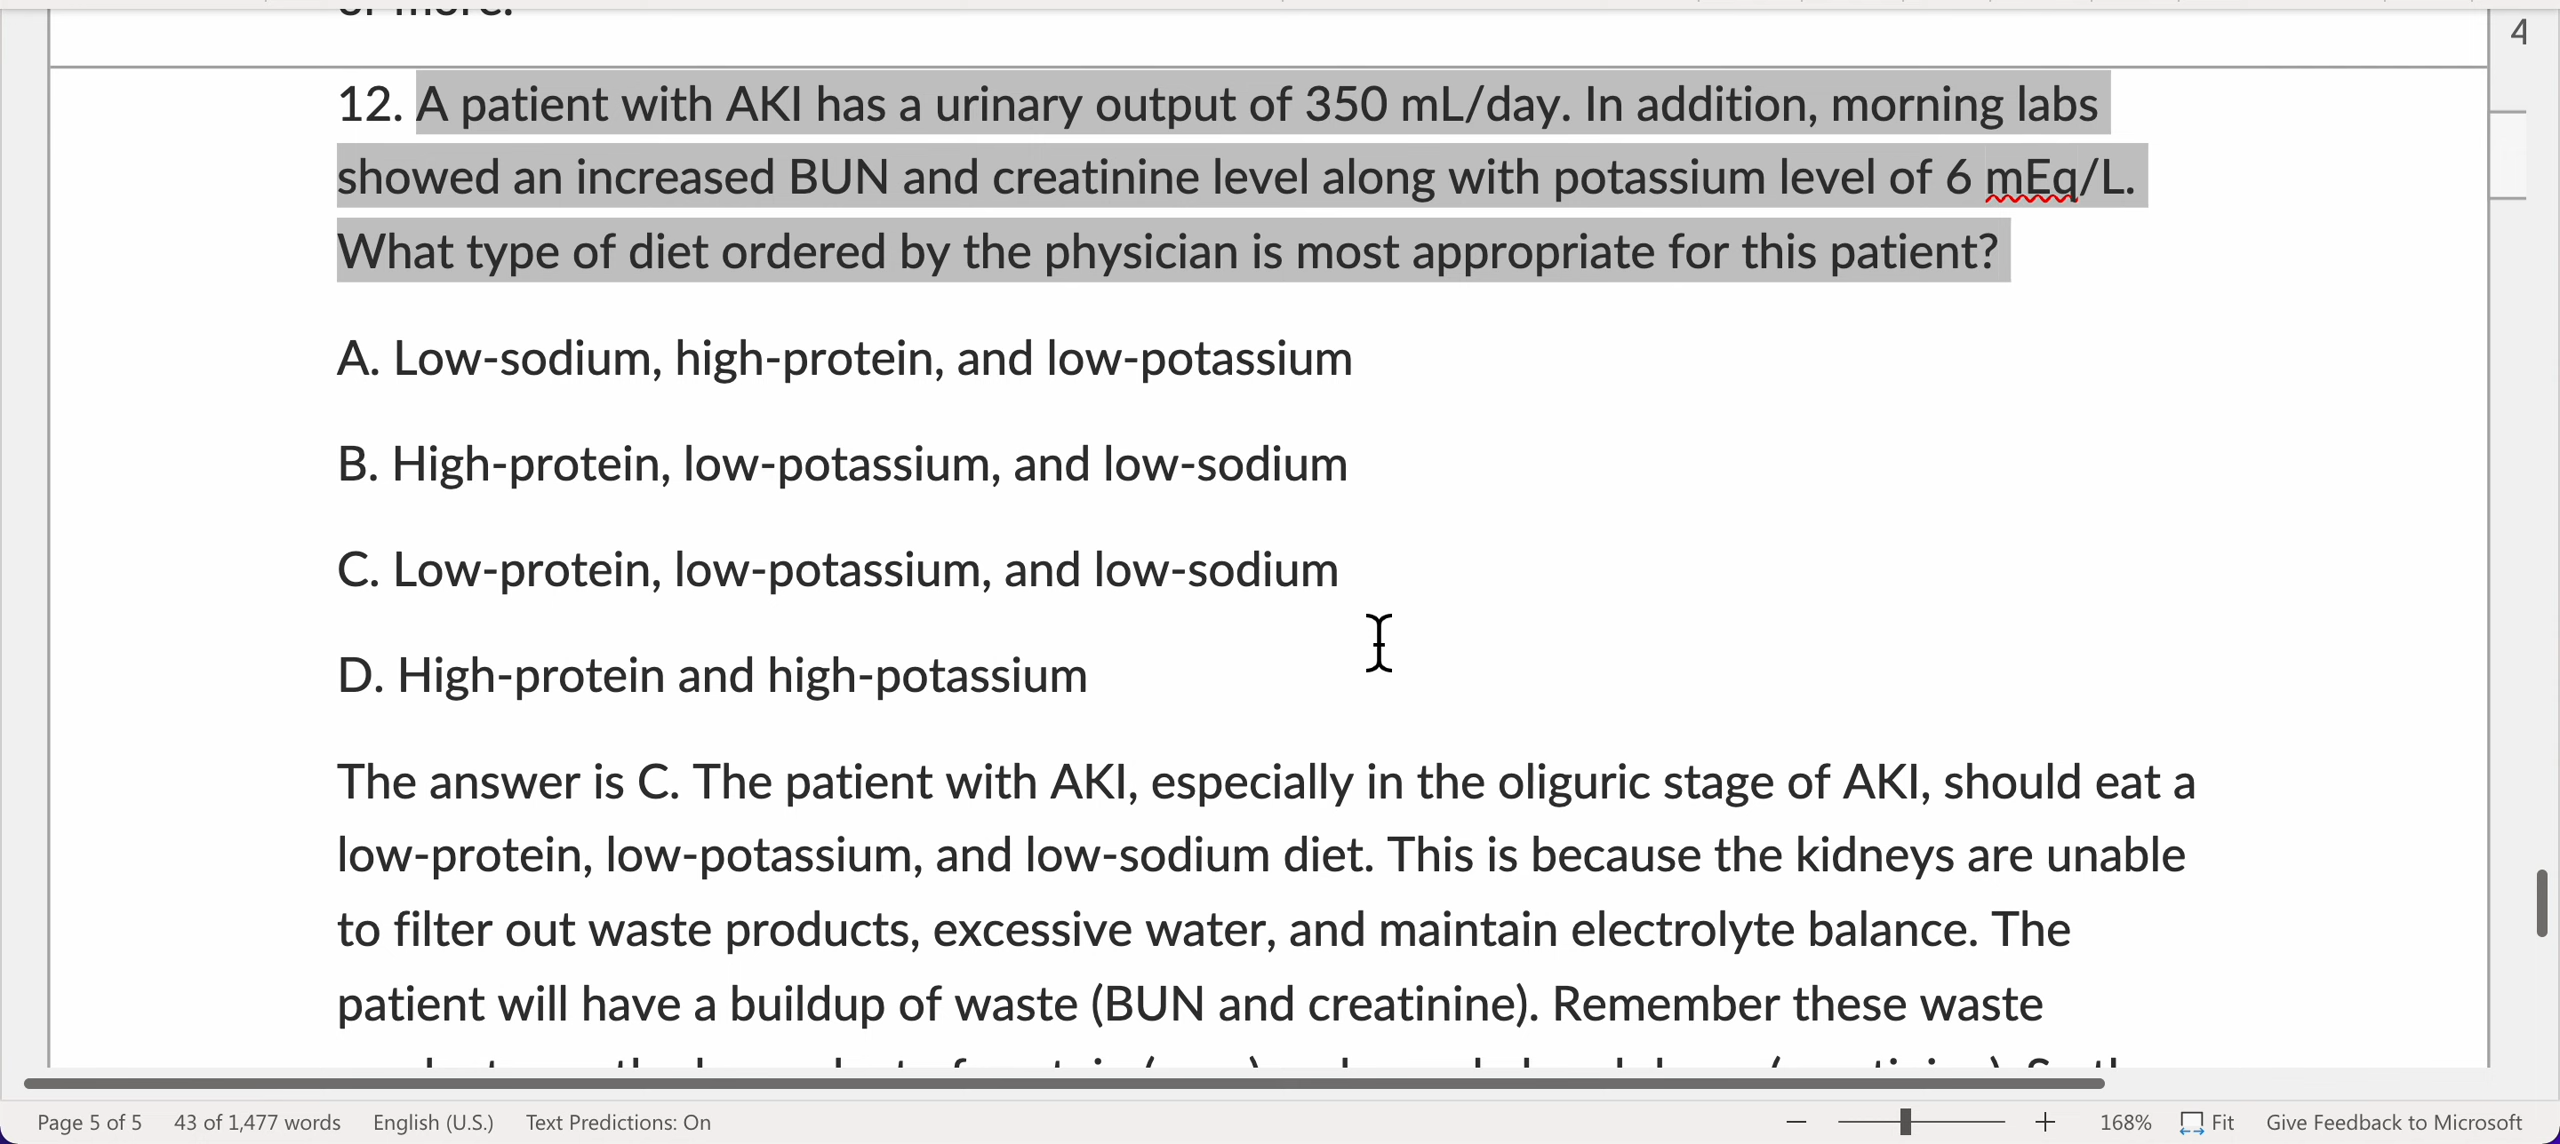 or more.
4
12. A patient with AKI has a urinary output of 350 mL/day. In addition, morning labs
showed an increased BUN and creatinine level along with potassium level of 6 mEq/L.
What type of diet ordered by the physician is most appropriate for this patient?
A. Low-sodium, high-protein, and low-potassium
B. High-protein, low-potassium, and low-sodium
C. Low-protein, low-potassium, and low-sodium
D. High-protein and high-potassium
The answer is C. The patient with AKI, especially in the oliguric stage of AKI, should eat a
low-protein, low-potassium, and low-sodium diet. This is because the kidneys are unable
to filter out waste products, excessive water, and maintain electrolyte balance. The
patient will have a buildup of waste (BUN and creatinine). Remember these waste
Page 5 of 5 43 of 1,477 words English (U.S.) Text Predictions: On 168% Fit Give Feedback to Microsoft